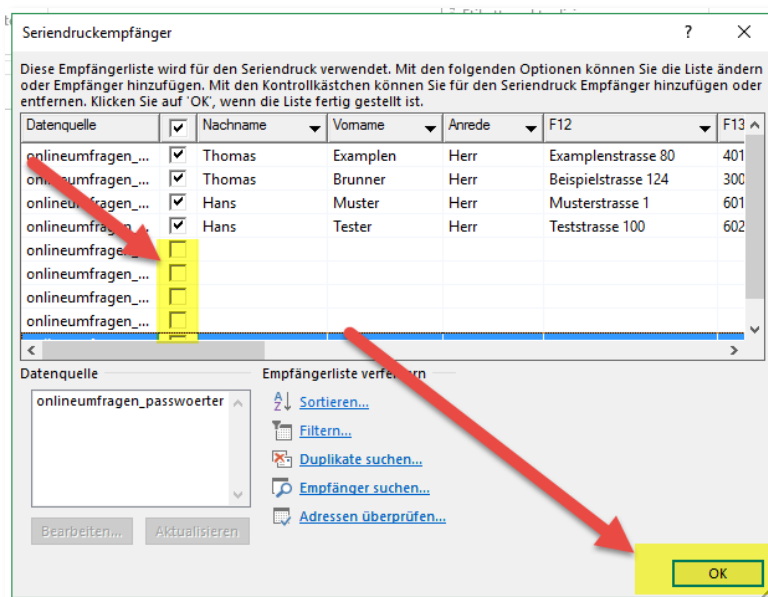 Seriendruckempfänger ? ×
Diese Empfängerliste wird für den Seriendruck verwendet. Mit den folgenden Optionen können Sie die Liste ändern
oder Empfänger hinzufügen. Mit den Kontrollkästchen können Sie für den Seriendruck Empfänger hinzufügen oder
entfernen. Klicken Sie auf 'OK', wenn die Liste fertig gestellt ist.
Datenquelle Nachname Vorname Anrede F12 F13
onlineumfragen_... Thomas Examplen Herr Examplenstrasse 80 401
onlineumfragen_... Thomas Brunner Herr Beispielstrasse 124 300
onlineumfragen_... Hans Muster Herr Musterstrasse 1 601
onlineumfragen_... Hans Tester Herr Teststrasse 100 602
onlineumfragen_...
onlineumfragen_...
onlineumfragen_...
onlineumfragen_...
Datenquelle Empfängerliste verfeinern
onlineumfragen_passwoerter
Sortieren...
Filtern...
Duplikate suchen...
Empfänger suchen...
Adressen überprüfen...
Bearbeiten... Aktualisieren
OK